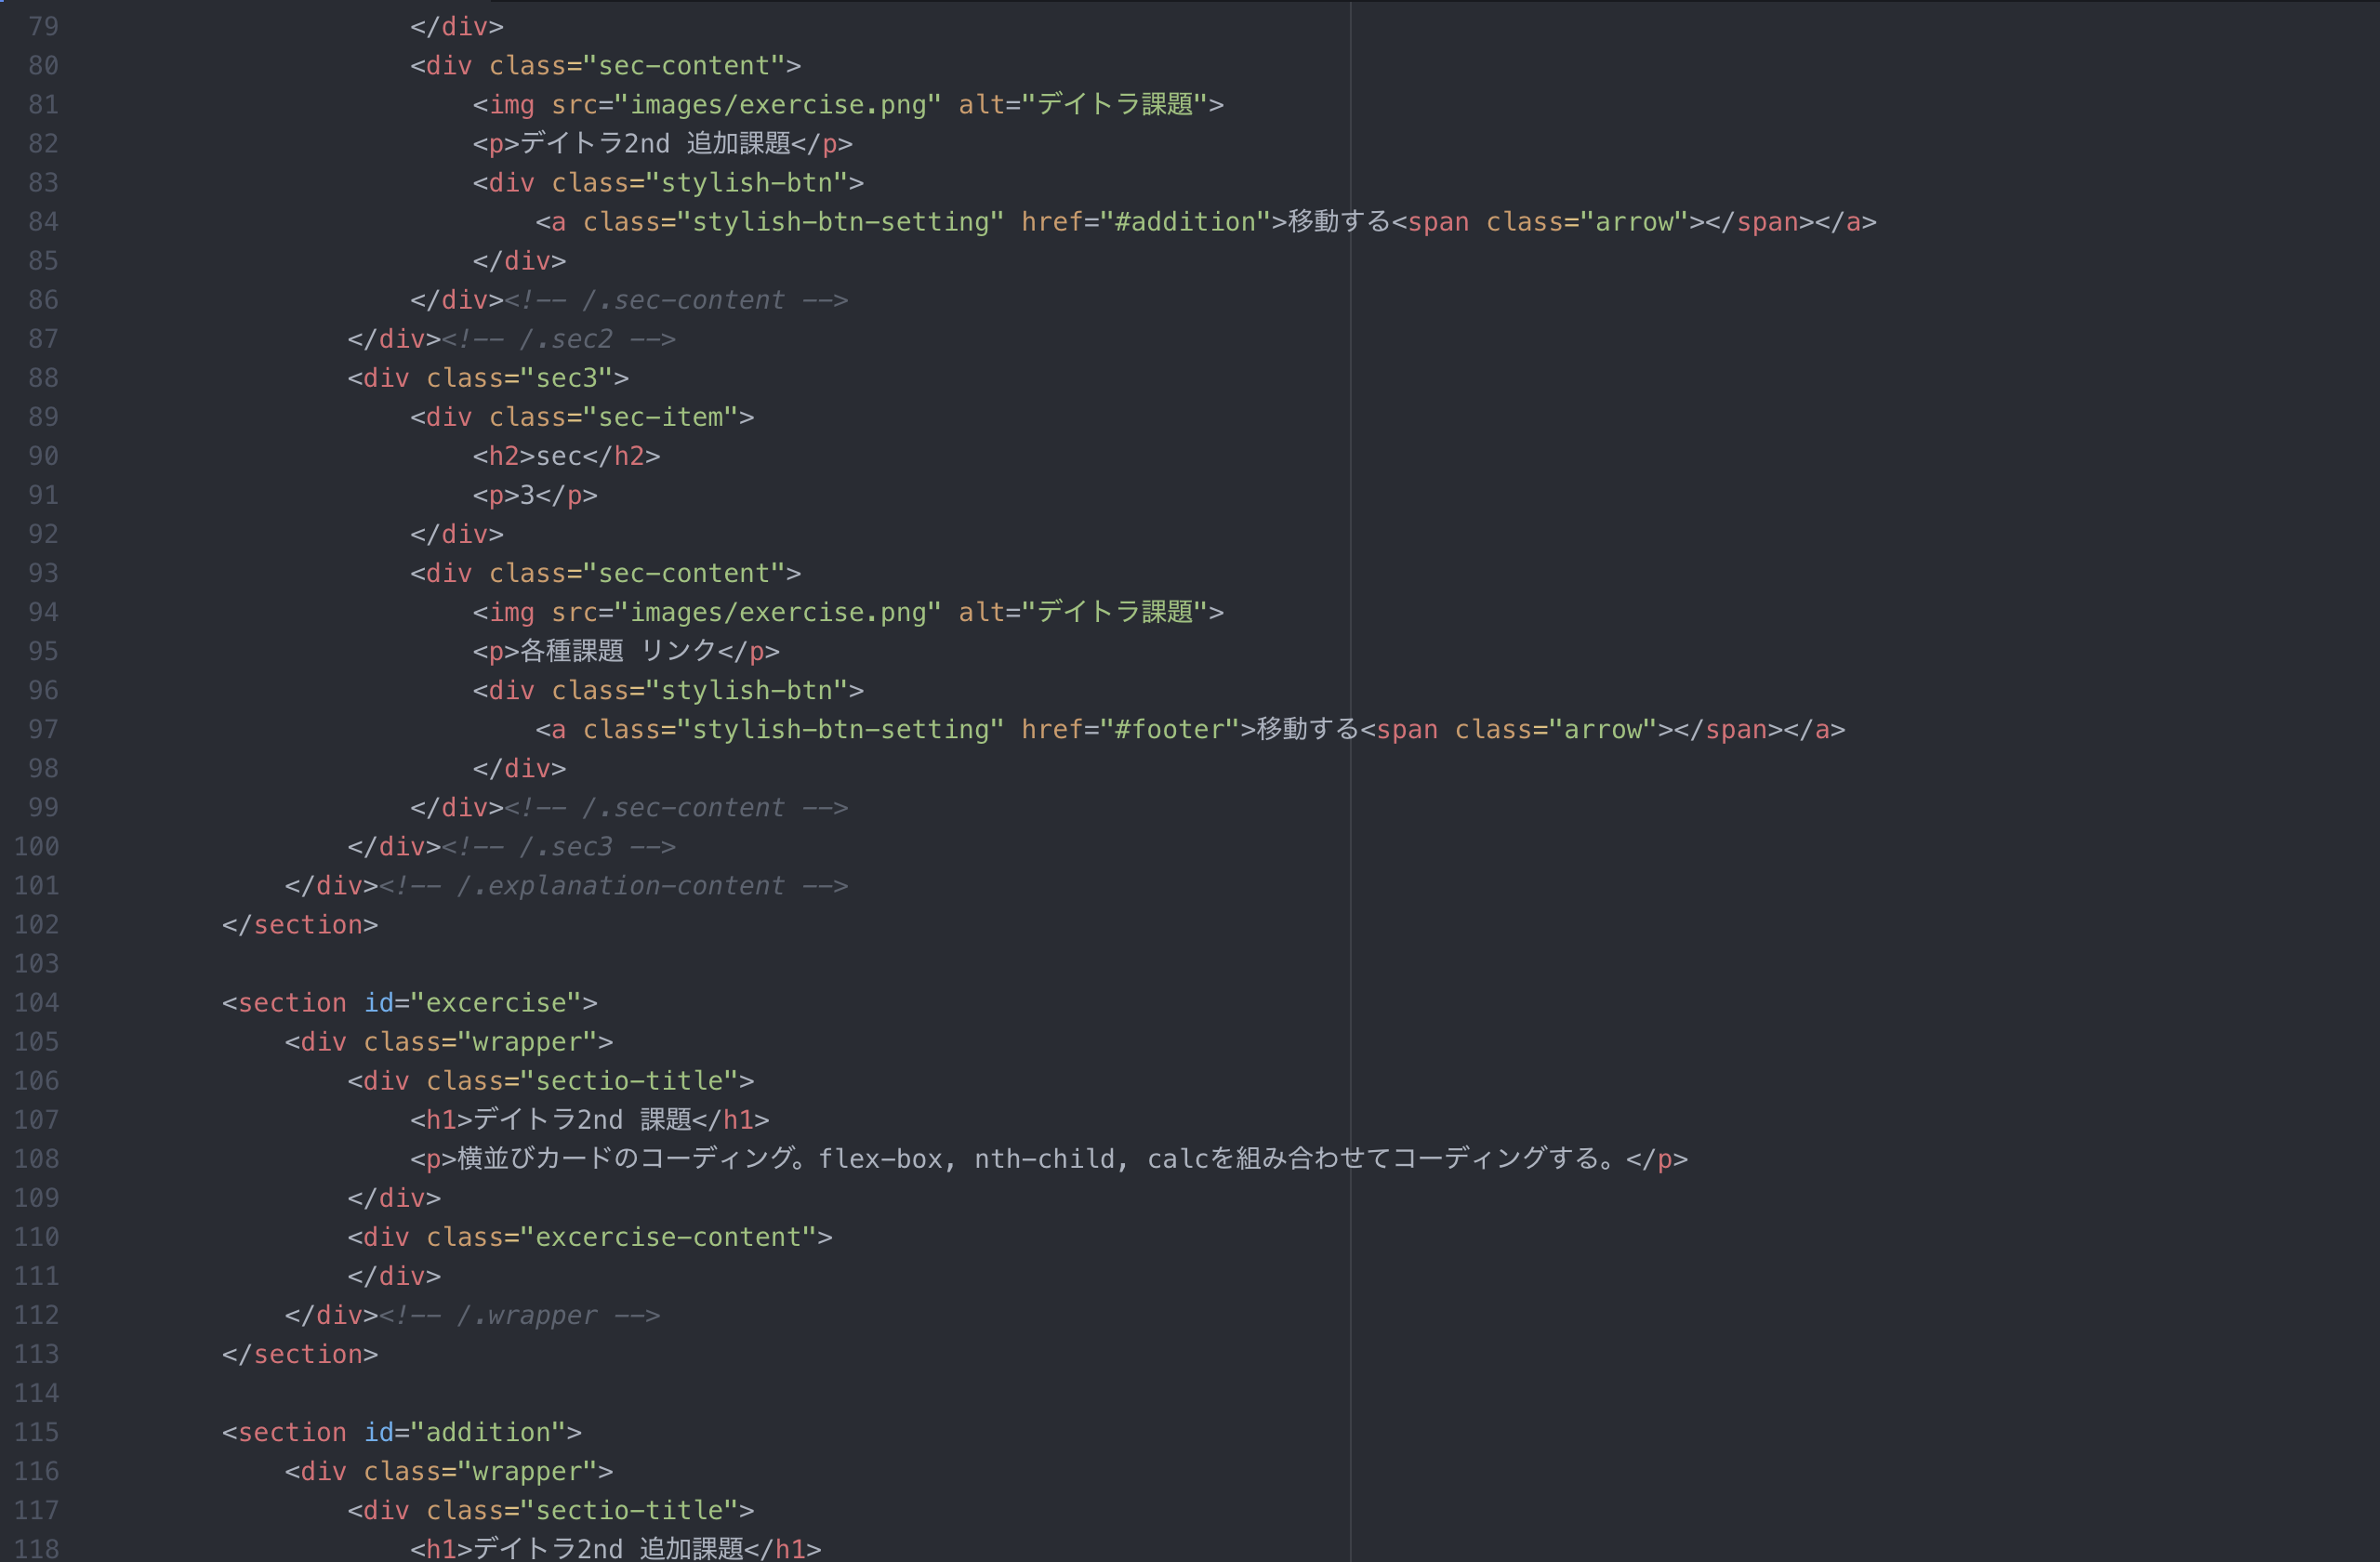 79 </div>
80 <div class="sec-content">
81 <img src="images/exercise.png" alt="デイトラ課題">
82 <p>デイトラ2nd 追加課題</p>
83 <div class="stylish-btn">
84 <a class="stylish-btn-setting" href="#addition">移動する<span class="arrow"></span></a>
85 </div>
86 </div><!-- /.sec-content -->
87 </div><!-- /.sec2 -->
88 <div class="sec3">
89 <div class="sec-item">
90 <h2>sec</h2>
91 <p>3</p>
92 </div>
93 <div class="sec-content">
94 <img src="images/exercise.png" alt="デイトラ課題">
95 <p>各種課題 リンク</p>
96 <div class="stylish-btn">
97 <a class="stylish-btn-setting" href="#footer">移動する<span class="arrow"></span></a>
98 </div>
99 </div><!-- /.sec-content -->
100 </div><!-- /.sec3 -->
101 </div><!-- /.explanation-content -->
102 </section>
103
104 <section id="excercise">
105 <div class="wrapper">
106 <div class="sectio-title">
107 <h1>デイトラ2nd 課題</h1>
108 <p>横並びカードのコーディング。flex-box, nth-child, calcを組み合わせてコーディングする。</p>
109 </div>
110 <div class="excercise-content">
111 </div>
112 </div><!-- /.wrapper -->
113 </section>
114
115 <section id="addition">
116 <div class="wrapper">
117 <div class="sectio-title">
118 <h1>デイトラ2nd 追加課題</h1>